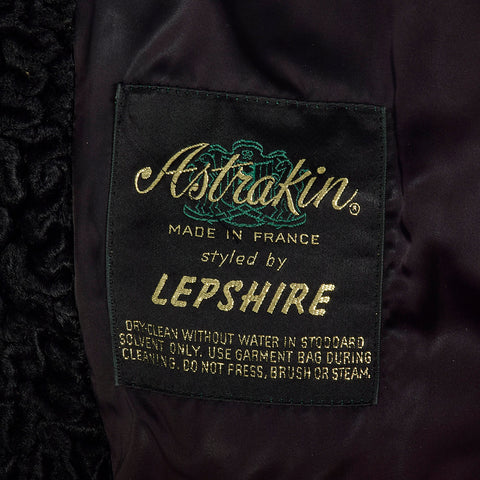 Astrakin®
MADE IN FRANCE
styled by
LEPSHIRE
DRY-CLEAN WITHOUT WATER IN STODDARD
SOLVENT ONLY. USE GARMENT BAG DURING
CLEANING. DO NOT PRESS, BRUSH OR STEAM.